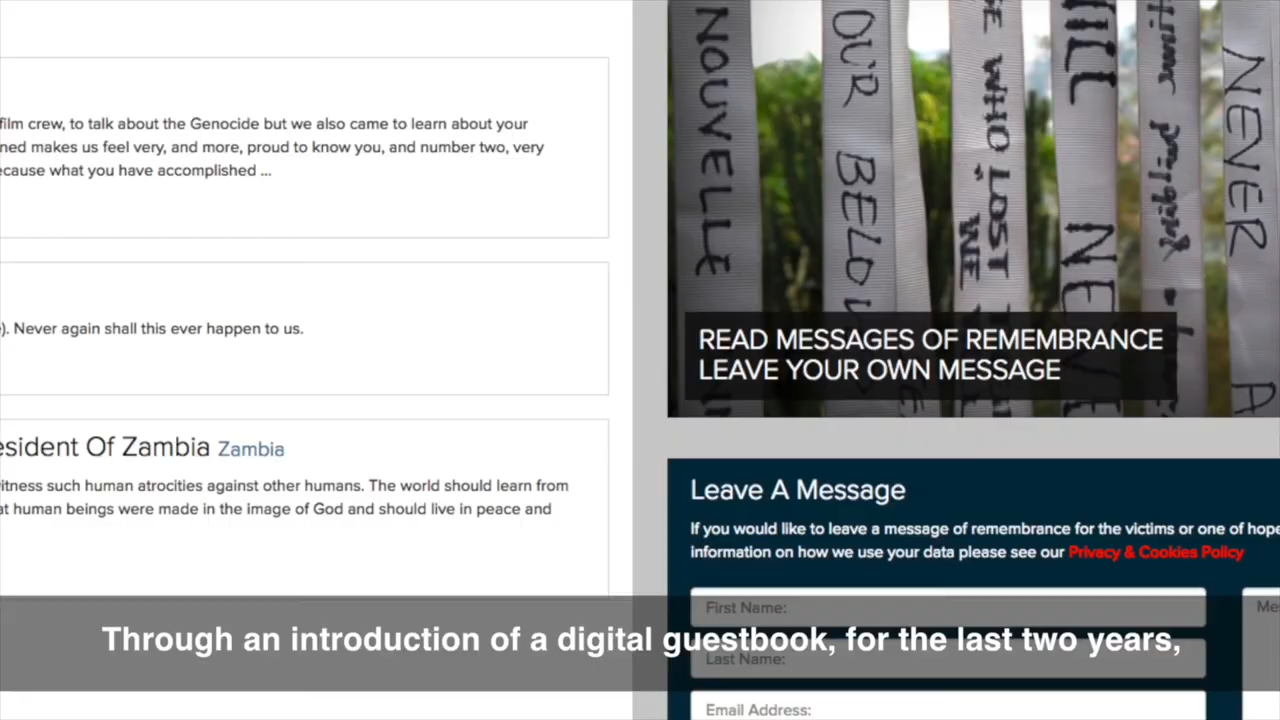 film crew, to talk about the Genocide but we also came to learn about your
makes us feel very, and more, proud to know you, and number two, very
what you have accomplished ...
). Never again shall this ever happen to us.
Of Zambia Zambia
such human atrocities against other humans. The world should learn from
human beings were made in the image of God and should live in peace and
NOUVELLE
OUR BELOV
WHO LOST
WE
NEVE
NEVER A
READ MESSAGES OF REMEMBRANCE
LEAVE YOUR OWN MESSAGE
Leave A Message
If you would like to leave a message of remembrance for the victims or one of hope
information on how we use your data please see our Privacy & Cookies Policy
First Name:
Last Name:
Email Address:
Through an introduction of a digital guestbook, for the last two years,